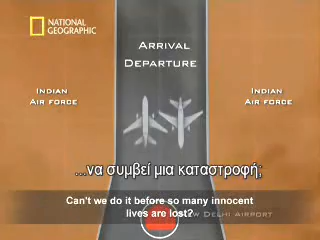 NATIONAL
GEOGRAPHIC
ARRIVAL
DEPARTURE
INDIAN
AIR FORCE
INDIAN
AIR FORCE
...να συμβεί μια καταστροφή;
Can't we do it before so many innocent
lives are lost?
DELHI AIRPORT